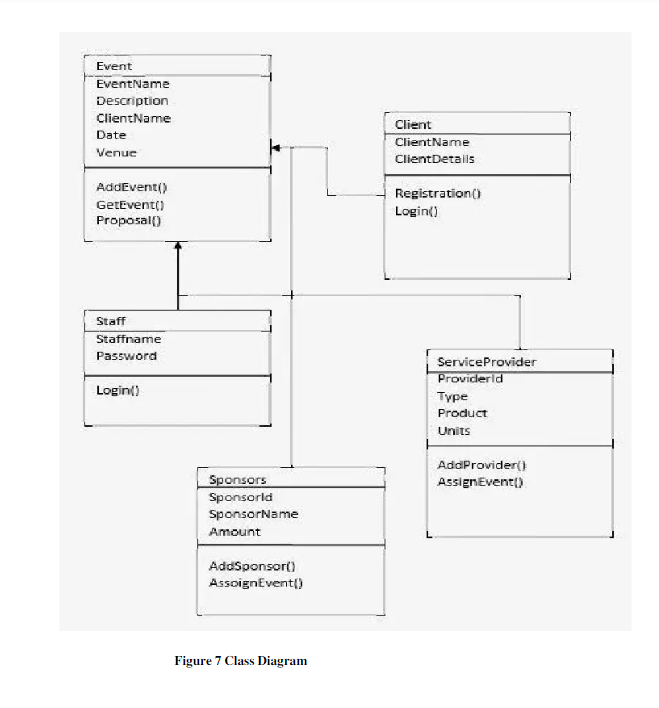 Event
EventName
Description
ClientName
Date
Venue
AddEvent()
GetEvent()
Proposal()
Client
ClientName
ClientDetails
Registration()
Login()
Staff
Staffname
Password
Login()
ServiceProvider
ProviderId
Type
Product
Units
AddProvider()
AssignEvent()
Sponsors
SponsorId
SponsorName
Amount
AddSponsor()
AssoignEvent()
Figure 7 Class Diagram